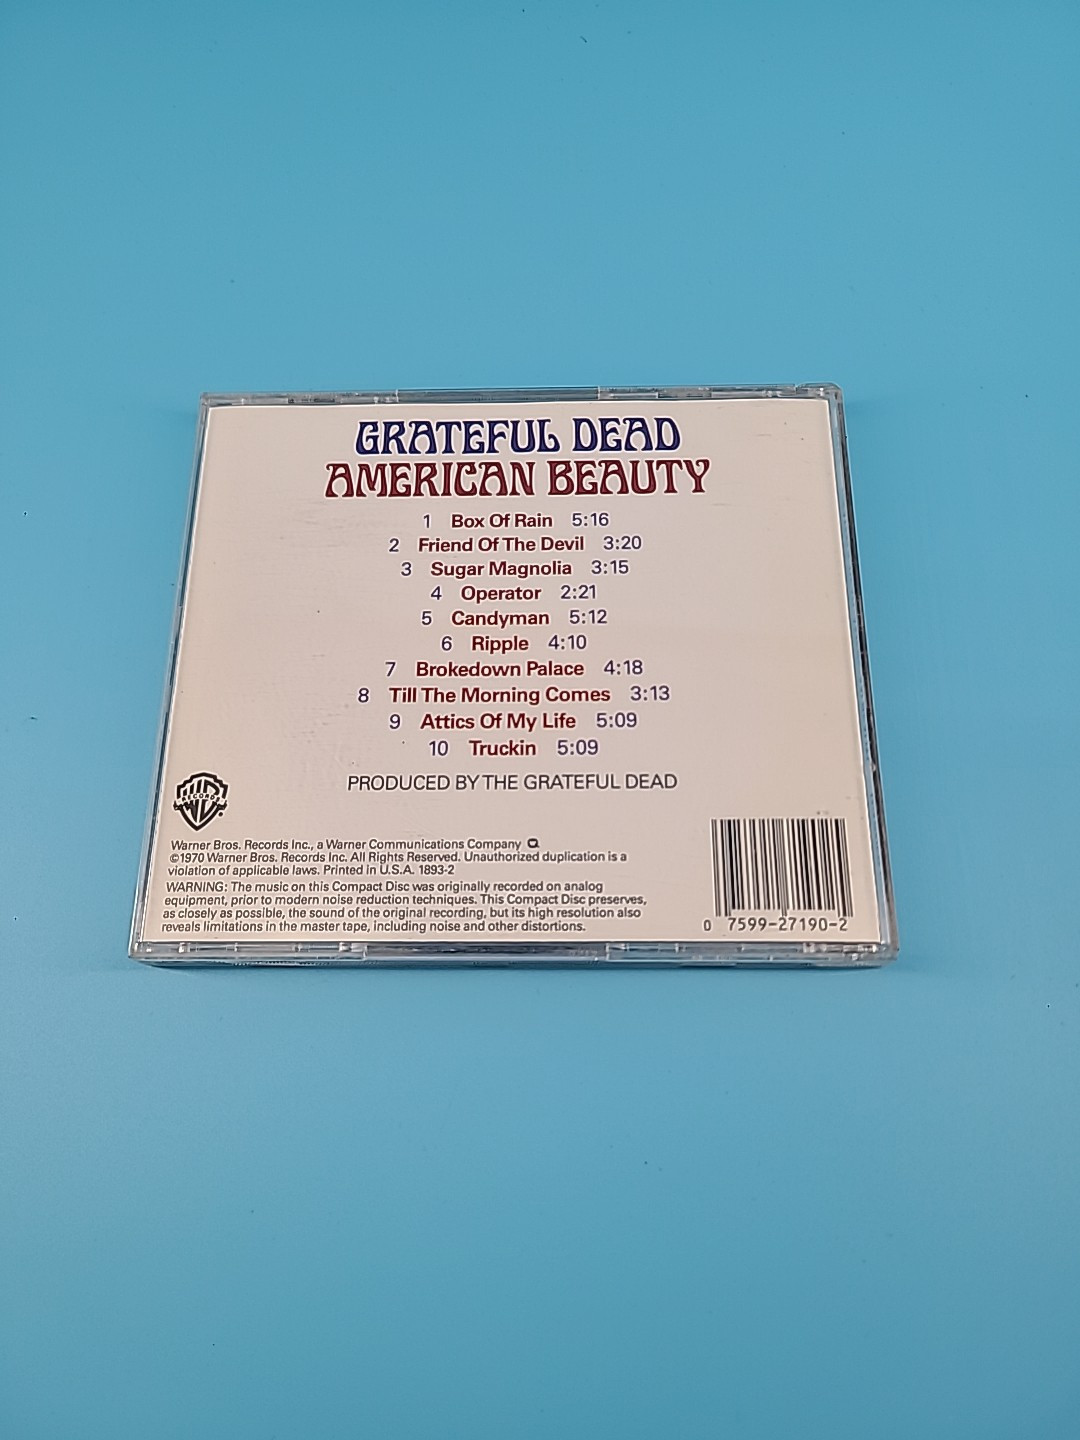 GRATEFUL DEAD
AMERICAN BEAUTY
1 Box Of Rain 5:16
2 Friend Of The Devil 3:20
3 Sugar Magnolia 3:15
4 Operator 2:21
5 Candyman 5:12
6 Ripple 4:10
7 Brokedown Palace 4:18
8 Till The Morning Comes 3:13
9 Attics Of My Life 5:09
10 Truckin 5:09
PRODUCED BY THE GRATEFUL DEAD
WB
RECORDS
Warner Bros. Records Inc., a Warner Communications Company
©1970 Warner Bros. Records Inc. All Rights Reserved. Unauthorized duplication is a
violation of applicable laws. Printed in U.S.A. 1893-2
WARNING: The music on this Compact Disc was originally recorded on analog
equipment, prior to modern noise reduction techniques. This Compact Disc preserves,
as closely as possible, the sound of the original recording, but its high resolution also
reveals limitations in the master tape, including noise and other distortions.
0 7599-27190-2